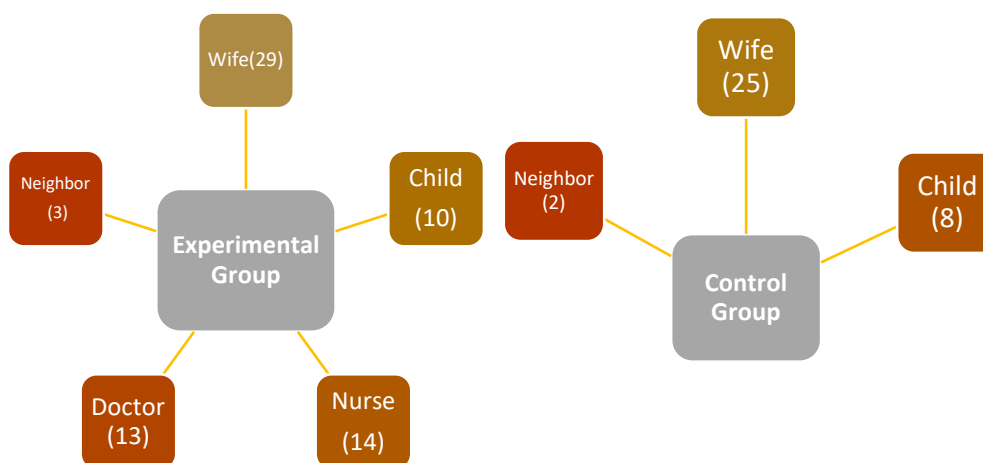 Wife(29)
Neighbor
(3)
Child
(10)
Experimental
Group
Doctor
(13)
Nurse
(14)
Wife
(25)
Neighbor
(2)
Child
(8)
Control
Group